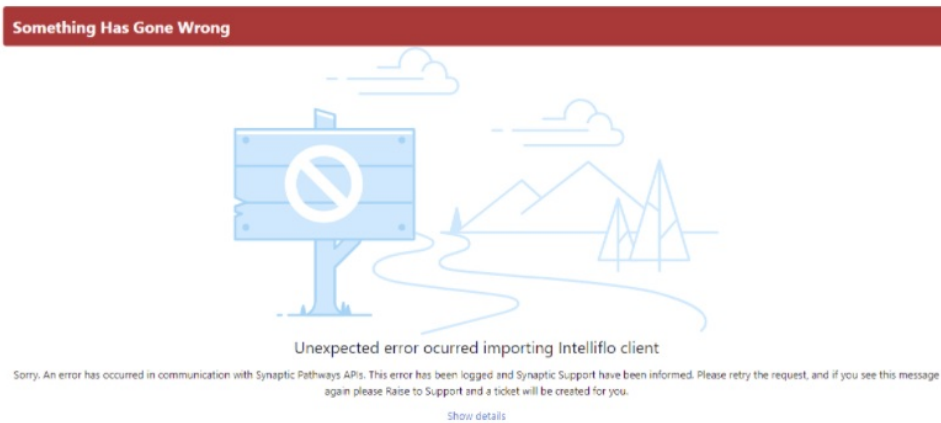 Something Has Gone Wrong
Unexpected error ocurred importing Intelliflo client
Sorry. An error has occurred in communication with Synaptic Pathways APIs. This error has been logged and Synaptic Support have been informed. Please retry the request, and if you see this message
again please Raise to Support and a ticket will be created for you.
Show details